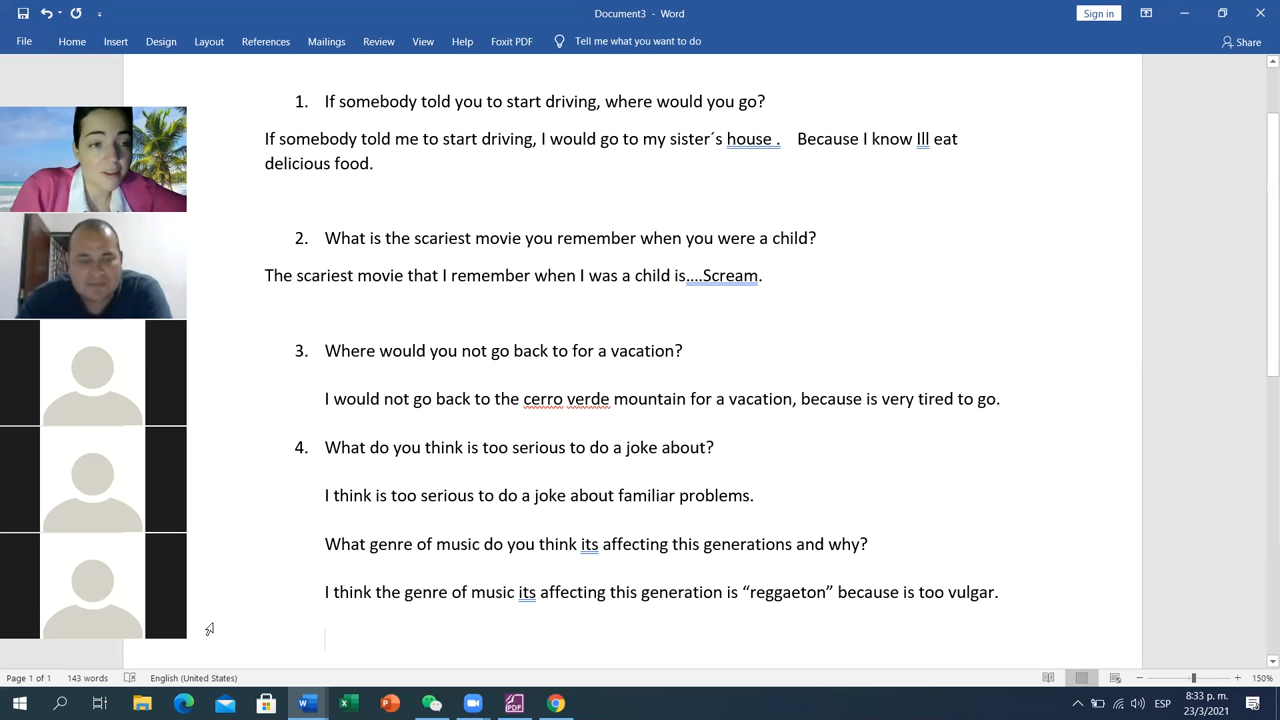 Document3 - Word
Sign in
File Home Insert Design Layout References Mailings Review View Help Foxit PDF Tell me what you want to do Share
1. If somebody told you to start driving, where would you go?
If somebody told me to start driving, I would go to my sister´s house . Because I know Ill eat
delicious food.
2. What is the scariest movie you remember when you were a child?
The scariest movie that I remember when I was a child is....Scream.
3. Where would you not go back to for a vacation?
I would not go back to the cerro verde mountain for a vacation, because is very tired to go.
4. What do you think is too serious to do a joke about?
I think is too serious to do a joke about familiar problems.
What genre of music do you think its affecting this generations and why?
I think the genre of music its affecting this generation is “reggaeton” because is too vulgar.
Page 1 of 1 143 words English (United States) 150%
ESP 8:33 p. m.
23/3/2021